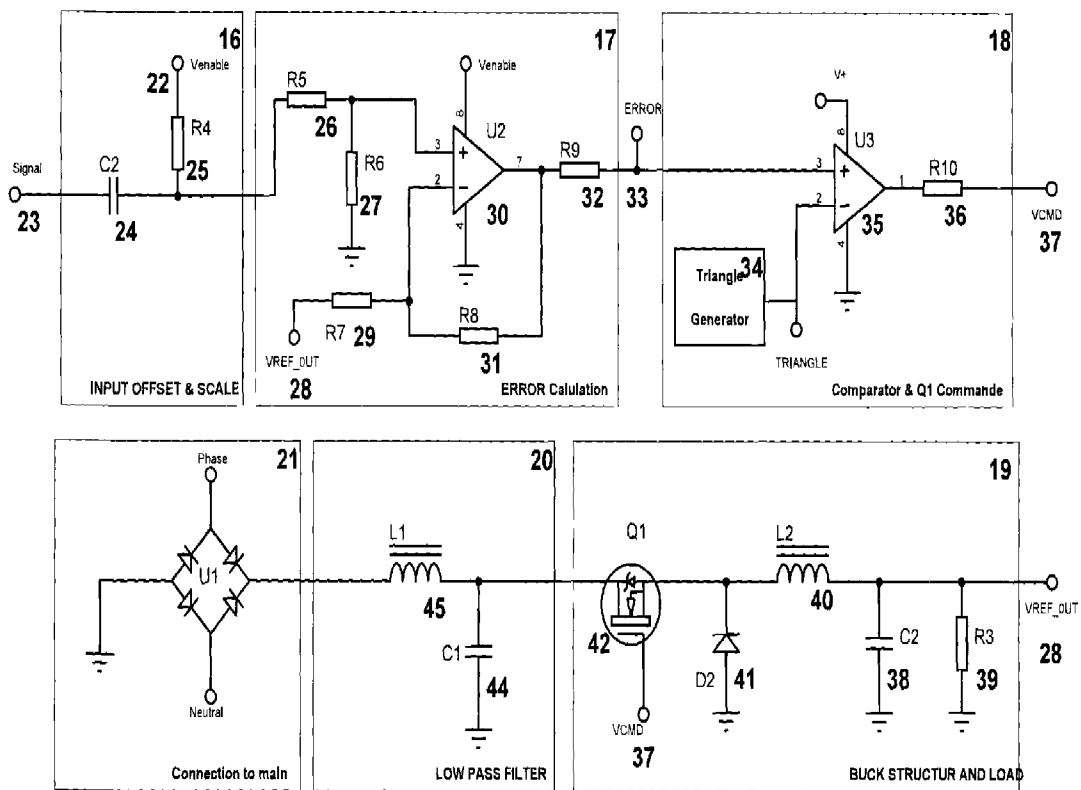 16
22
Venable
R4
25
Signal
23
C2
24
INPUT OFFSET & SCALE
17
R5
26
Venable
8
U2
R6
27
3
2
+
−
7
30
4
R9
32
ERROR
33
R7
29
VREF_0UT
28
R8
31
ERROR Calulation
18
V+
8
U3
3
2
+
−
1
35
4
R10
36
VCMD
37
Triangle
34
Generator
TRIANGLE
Comparator & Q1 Commande
21
Phase
U1
Neutral
Connection to main
20
L1
45
C1
44
LOW PASS FILTER
19
Q1
42
VCMD
37
D2
41
L2
40
C2
38
R3
39
VREF_0UT
28
BUCK STRUCTUR AND LOAD